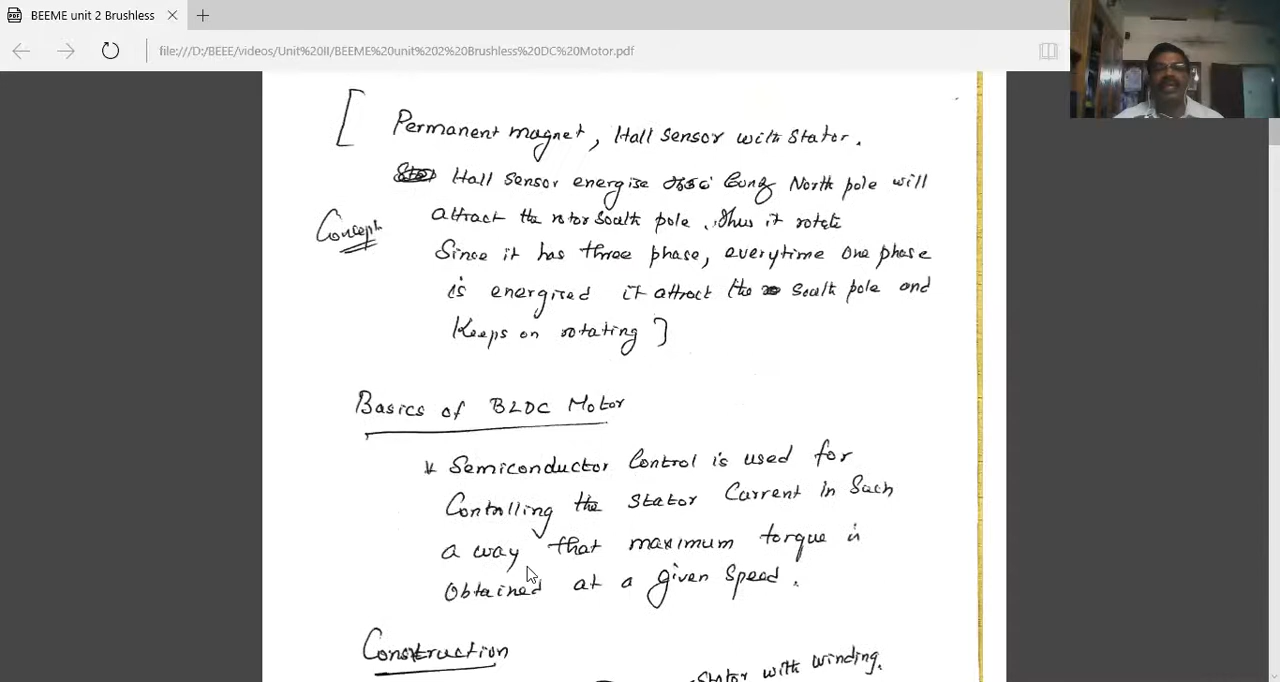 BEEME unit 2 Brushless
file:///D:/BEEE/videos/Unit%20II/BEEME%20unit%202%20Brushless%20DC%20Motor.pdf
[ Permanent magnet, Hall sensor with stator.
Hall sensor energise North pole will
Concept
attract the rotor South pole. Thus it rotate
Since it has three phase, everytime one phase
is energised it attract the South pole and
Keeps on rotating ]
Basics of BLDC Motor
* Semiconductor Control is used for
Controlling the stator Current in Such
a way that maximum torque is
Obtained at a given Speed.
Construction
Stator with winding.